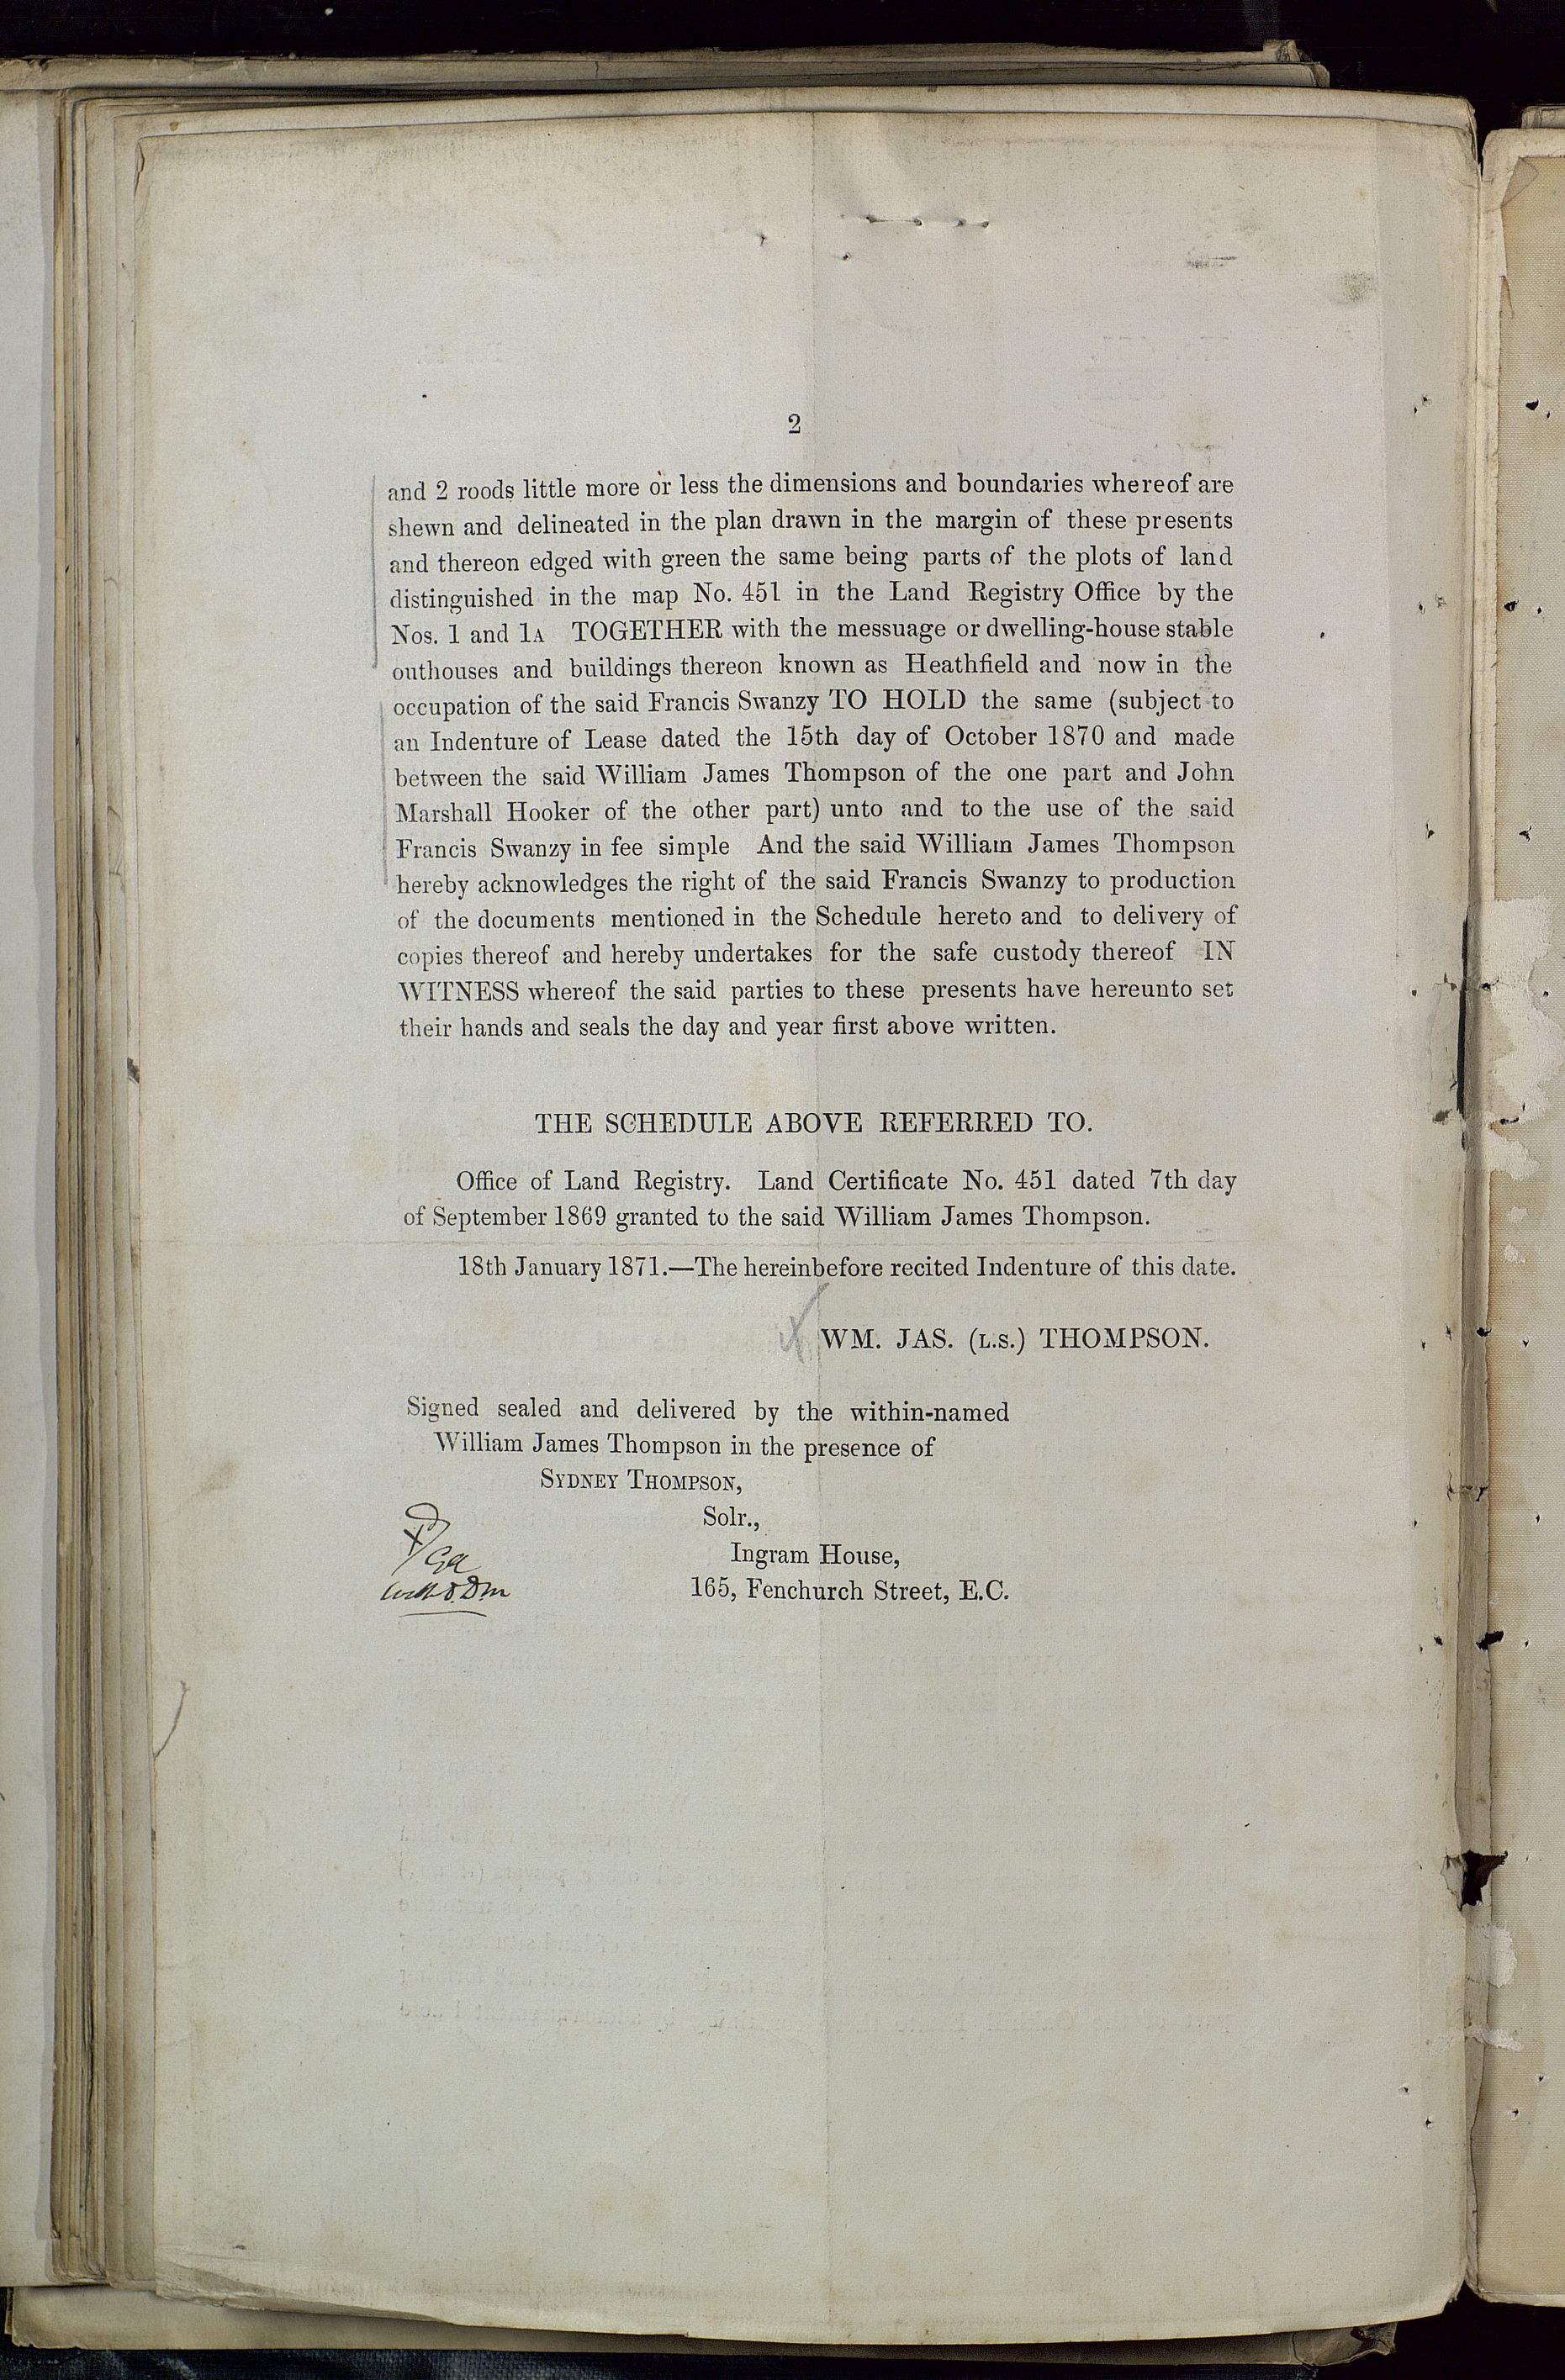 2
and 2 roods little more or less the dimensions and boundaries whereof are
shewn and delineated in the plan drawn in the margin of these presents
and thereon edged with green the same being parts of the plots of land
distinguished in the map No. 451 in the Land Registry Office by the
Nos. 1 and 1A TOGETHER with the messuage or dwelling-house stable
outhouses and buildings thereon known as Heathfield and now in the
occupation of the said Francis Swanzy TO HOLD the same (subject to
an Indenture of Lease dated the 15th day of October 1870 and made
between the said William James Thompson of the one part and John
Marshall Hooker of the other part) unto and to the use of the said
Francis Swanzy in fee simple And the said William James Thompson
hereby acknowledges the right of the said Francis Swanzy to production
of the documents mentioned in the Schedule hereto and to delivery of
copies thereof and hereby undertakes for the safe custody thereof IN
WITNESS whereof the said parties to these presents have hereunto set
their hands and seals the day and year first above written.
THE SCHEDULE ABOVE REFERRED TO.
Office of Land Registry. Land Certificate No. 451 dated 7th day
of September 1869 granted to the said William James Thompson.
18th January 1871.—The hereinbefore recited Indenture of this date.
WM. JAS. (L.S.) THOMPSON.
Signed sealed and delivered by the within-named
William James Thompson in the presence of
SYDNEY THOMPSON,
Solr.,
Ingram House,
165, Fenchurch Street, E.C.